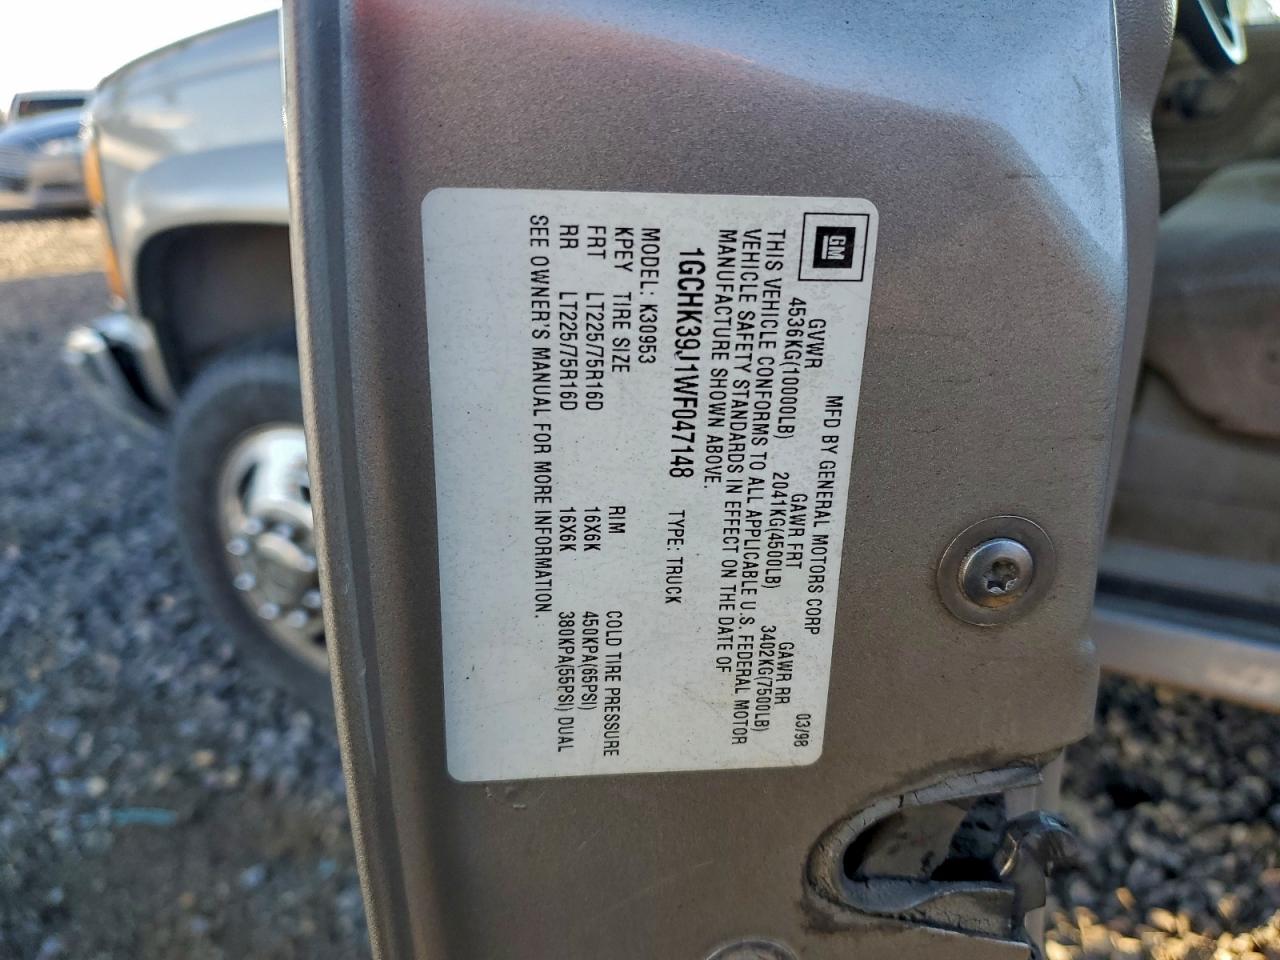 GM
MFD BY GENERAL MOTORS CORP 03/98
GVWR GAWR FRT GAWR RR
4536KG(10000LB) 2041KG(4500LB) 3402KG(7500LB)
THIS VEHICLE CONFORMS TO ALL APPLICABLE U.S. FEDERAL MOTOR
VEHICLE SAFETY STANDARDS IN EFFECT ON THE DATE OF
MANUFACTURE SHOWN ABOVE.
1GCHK39J1WF047148 TYPE: TRUCK
MODEL: K30953
KPEY TIRE SIZE RIM COLD TIRE PRESSURE
FRT LT225/75R16D 16X6K 450KPA(65PSI)
RR LT225/75R16D 16X6K 380KPA(55PSI) DUAL
SEE OWNER'S MANUAL FOR MORE INFORMATION.